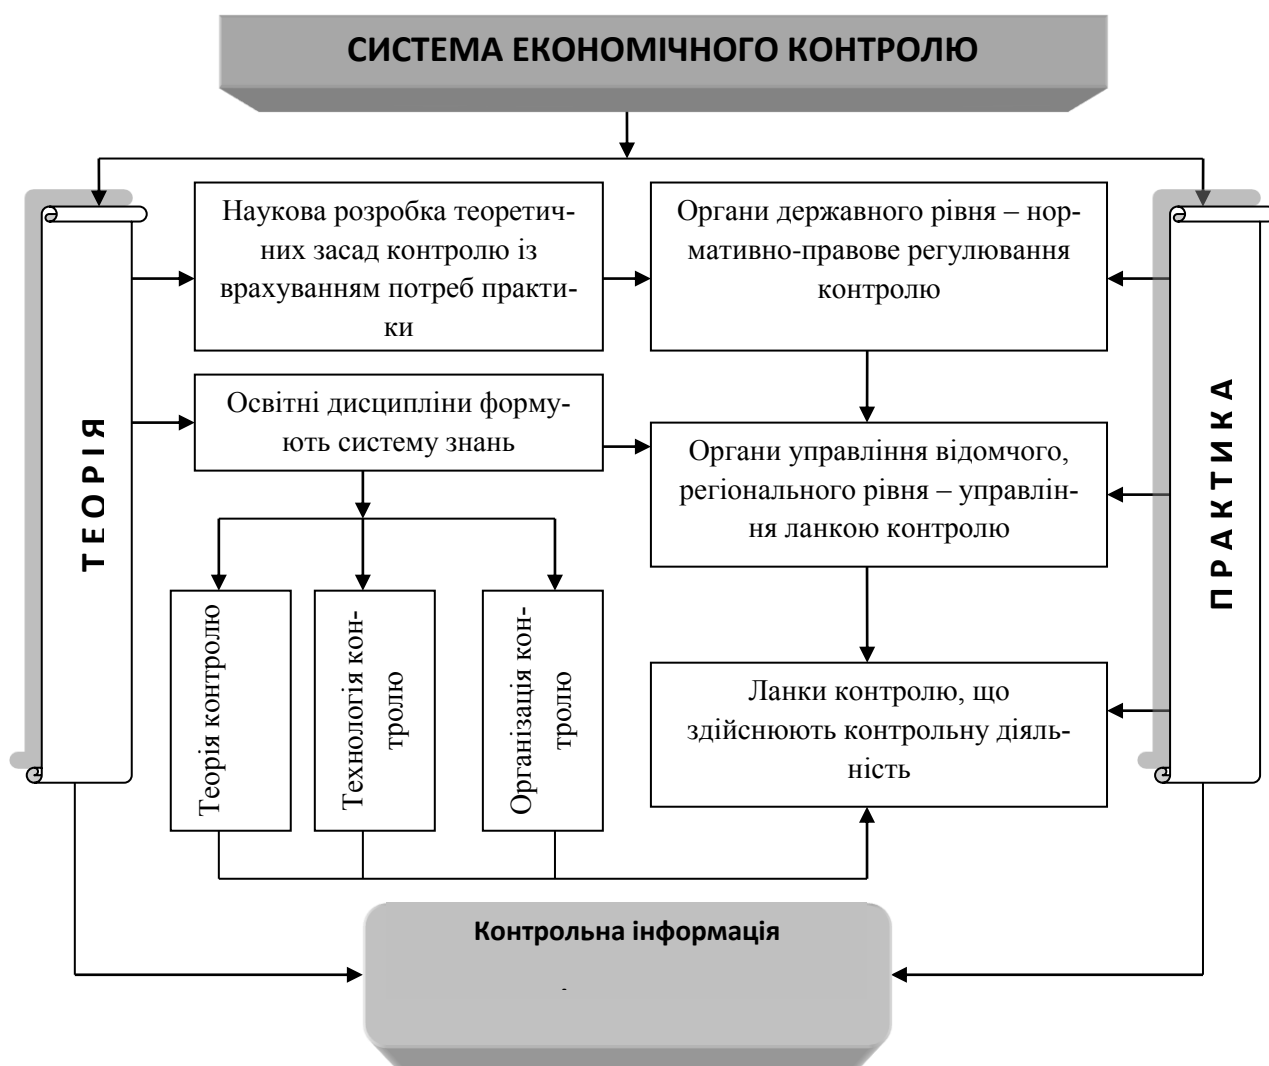 СИСТЕМА ЕКОНОМІЧНОГО КОНТРОЛЮ
Т Е О Р І Я
Наукова розробка теоретич-
них засад контролю із
врахуванням потреб практи-
ки
Органи державного рівня – нор-
мативно-правове регулювання
контролю
П Р А К Т И К А
Освітні дисципліни форму-
ють систему знань
Органи управління відомчого,
регіонального рівня – управлін-
ня ланкою контролю
Теорія контролю
Технологія кон-
тролю
Організація кон-
тролю
Ланки контролю, що
здійснюють контрольну діяль-
ність
Контрольна інформація